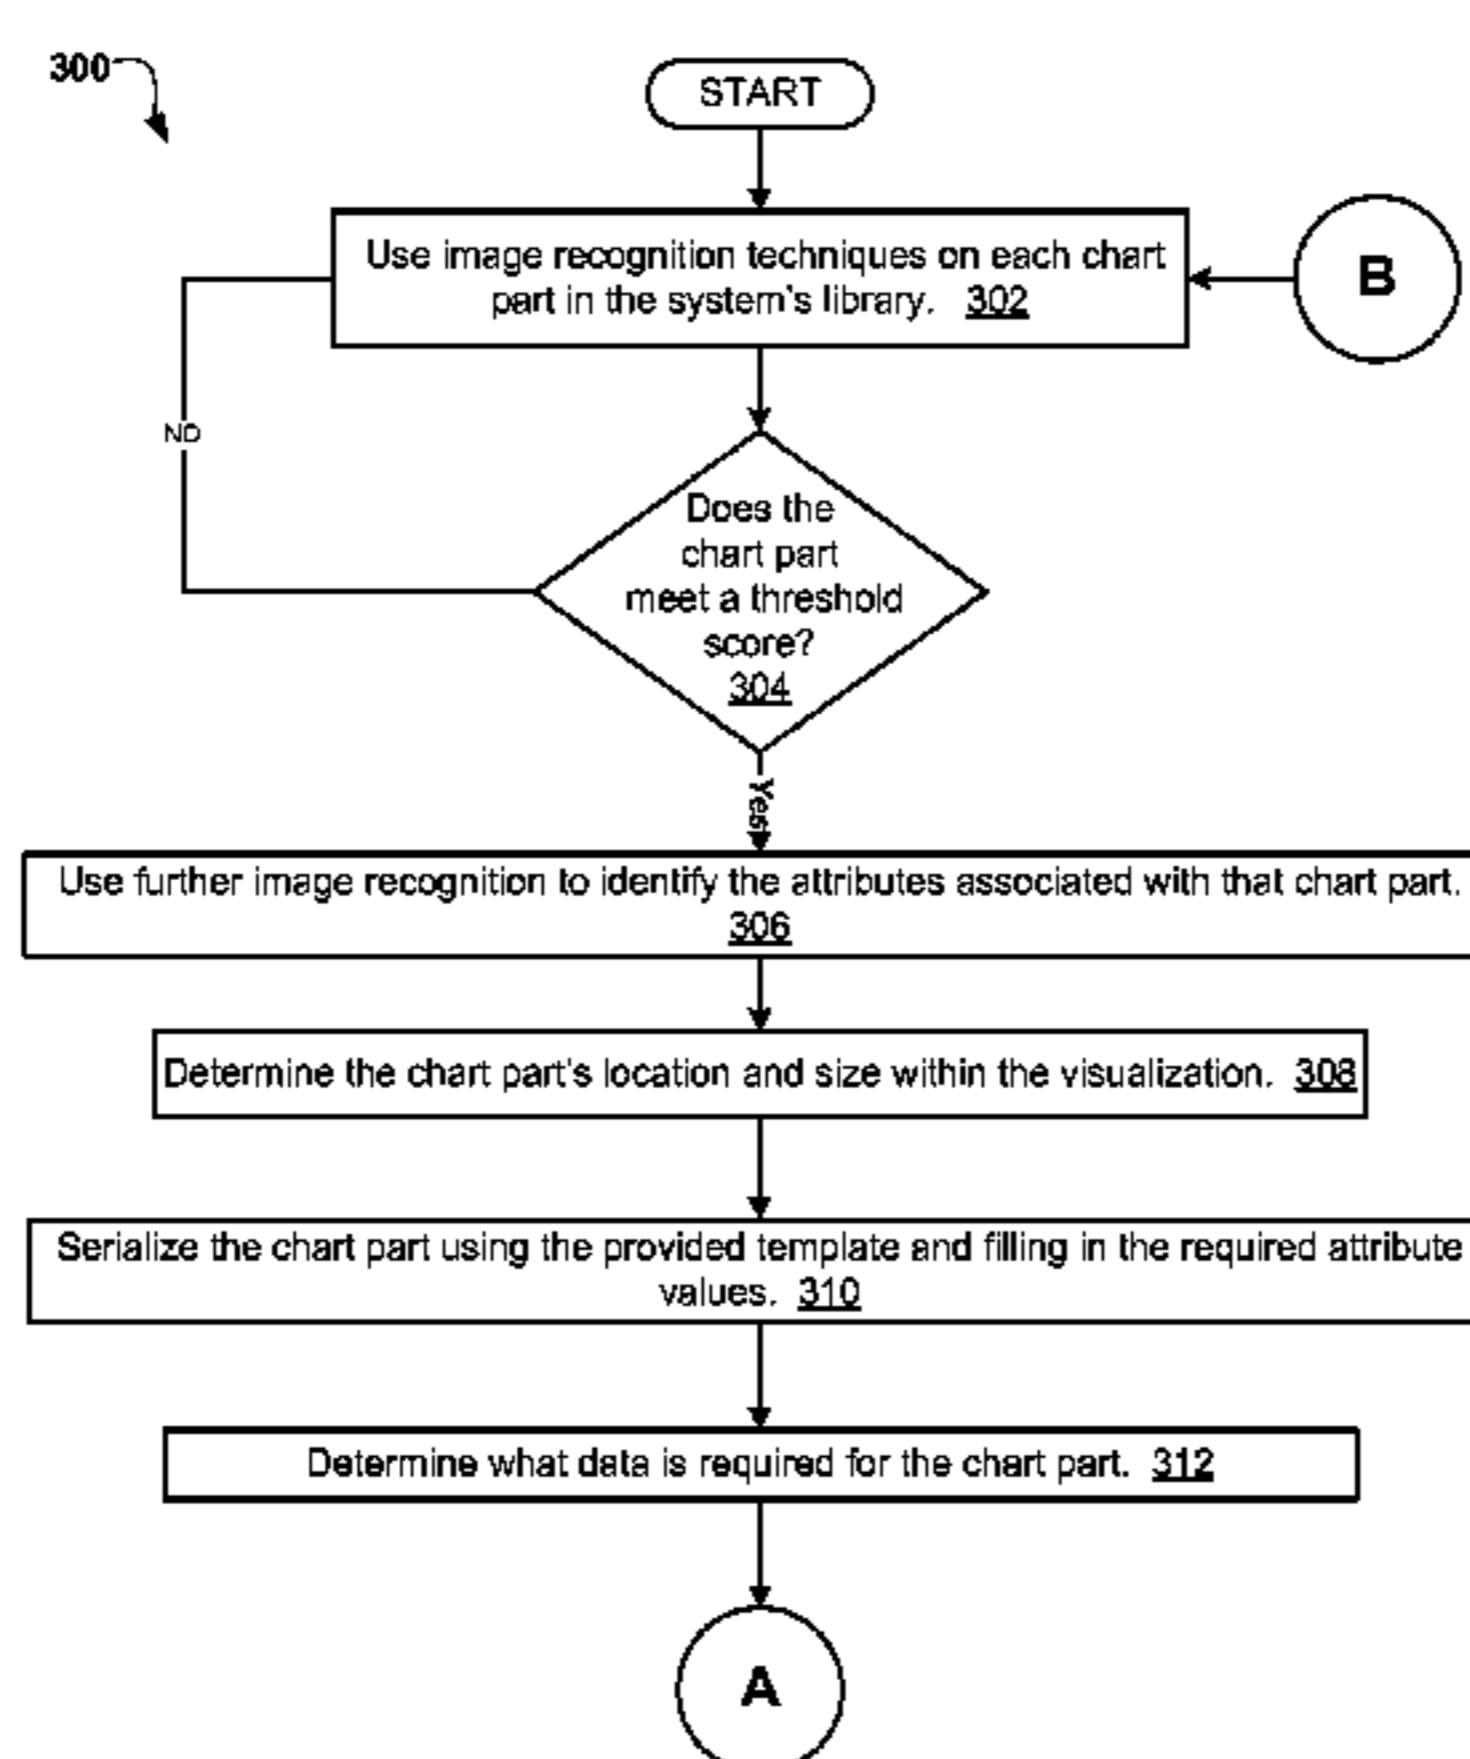 300
START
Use image recognition techniques on each chart
part in the system's library. 302
B
NO
Does the
chart part
meet a threshold
score?
304
Yes
Use further image recognition to identify the attributes associated with that chart part.
306
Determine the chart part's location and size within the visualization. 308
Serialize the chart part using the provided template and filling in the required attribute
values. 310
Determine what data is required for the chart part. 312
A